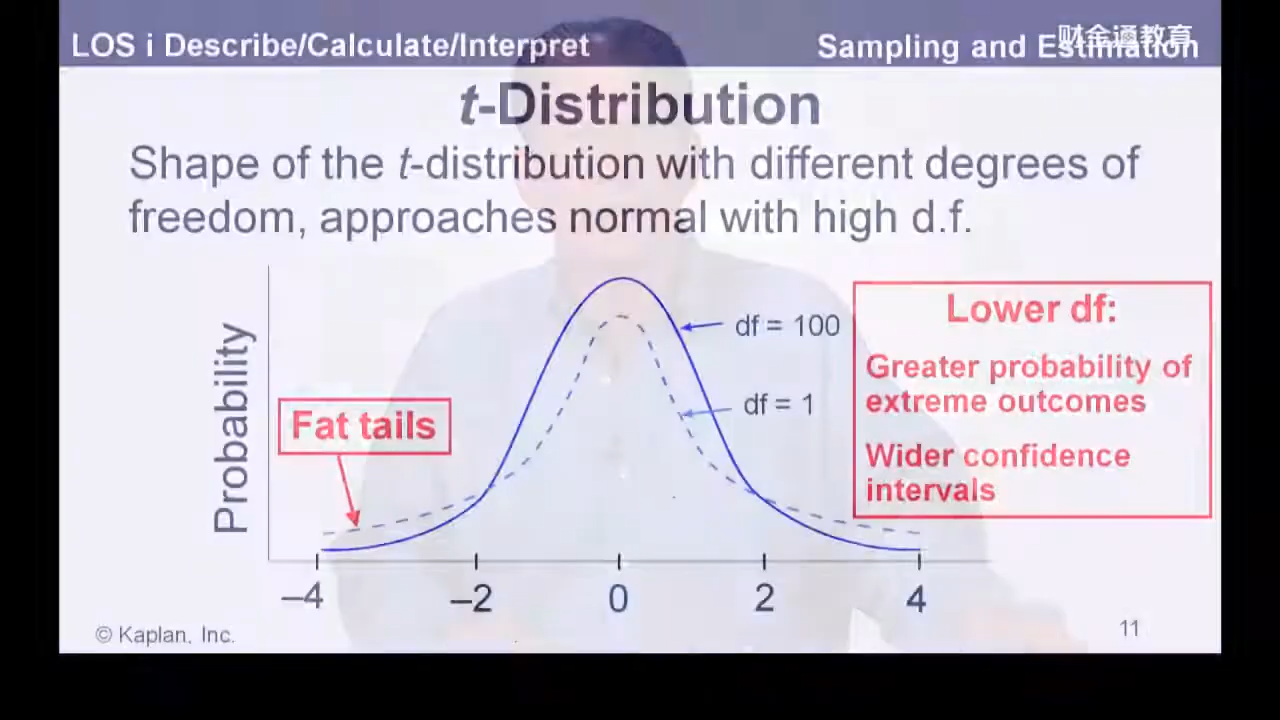 LOS i Describe/Calculate/Interpret
Sampling and Estimation
财金通教育
t-Distribution
Shape of the t-distribution with different degrees of
freedom, approaches normal with high d.f.
Probability
Fat tails
df = 100
df = 1
Lower df:
Greater probability of
extreme outcomes
Wider confidence
intervals
–4
–2
0
2
4
© Kaplan, Inc.
11